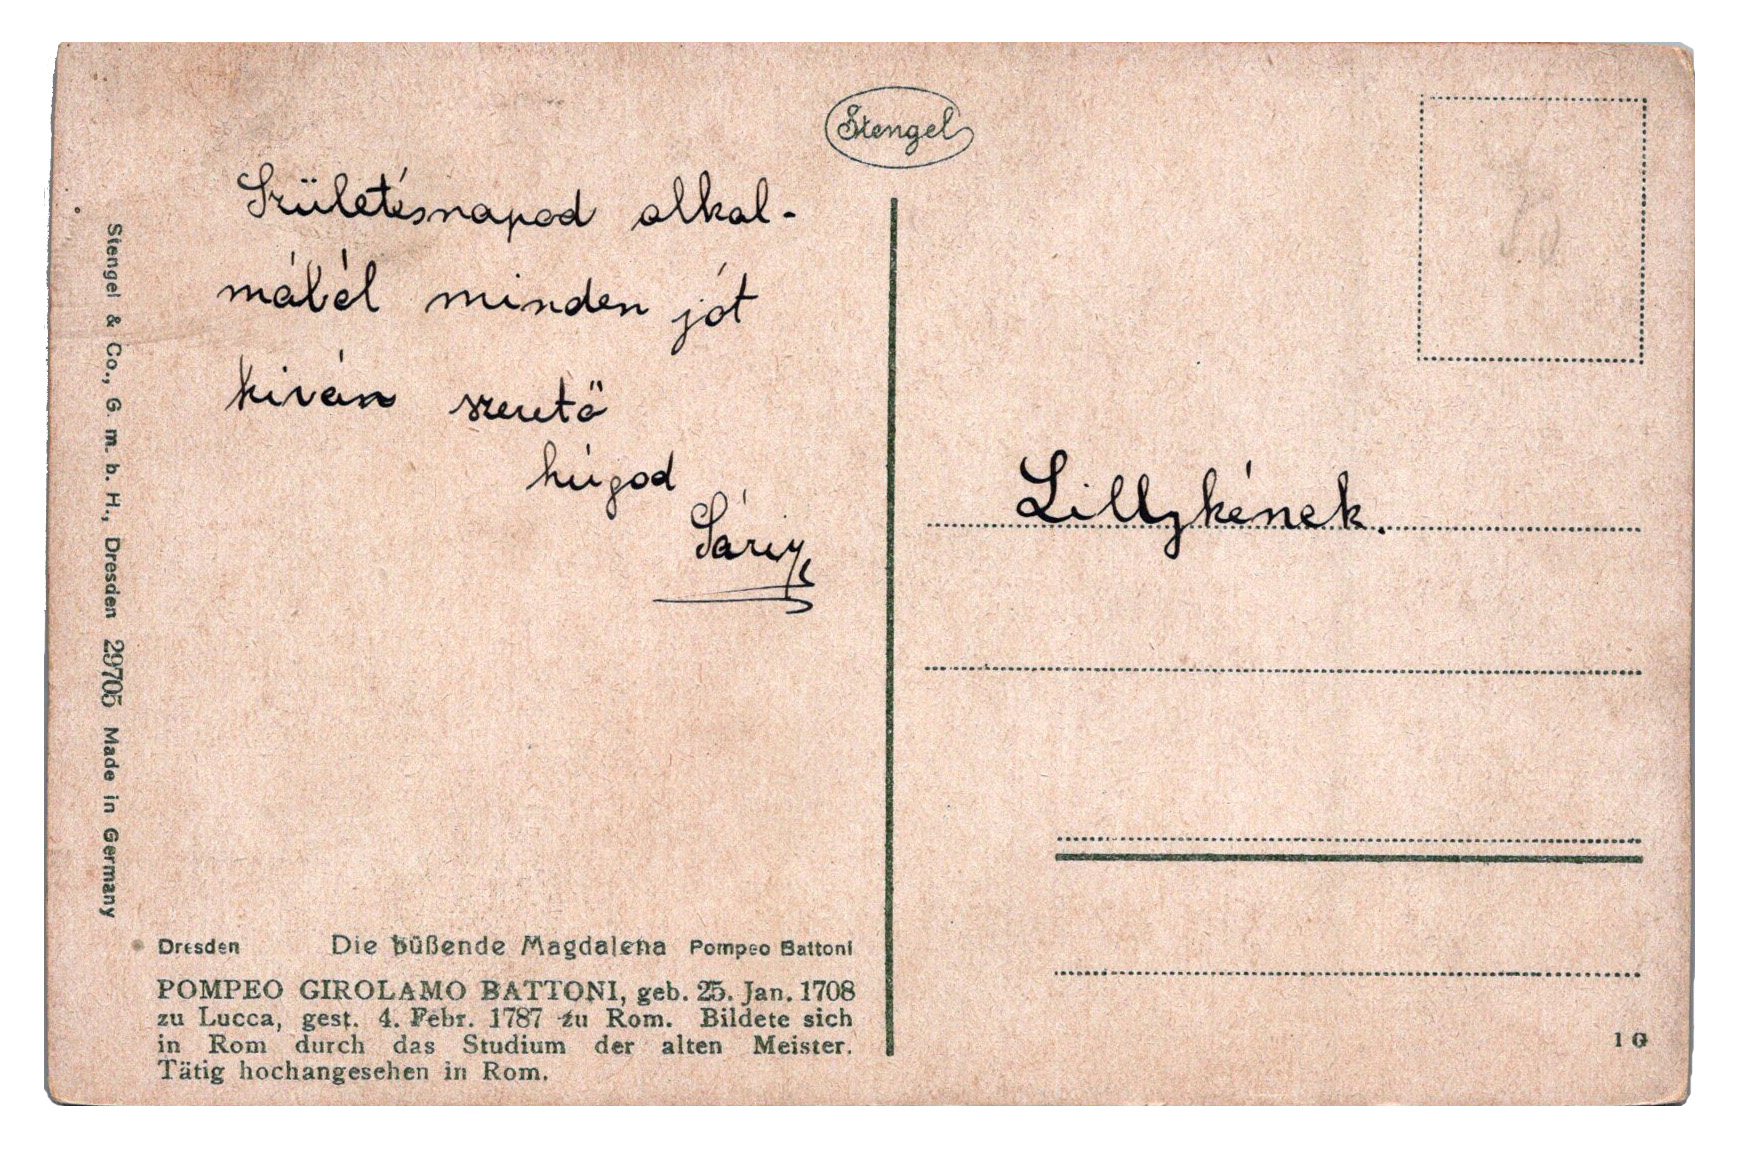 Stengel
Születésnapod alkal-
mából minden jót
kiván szerető
húgod
Sáriy
Lillykének.
Stengel & Co., G. m. b. H., Dresden 29705 Made in Germany
Dresden Die büßende Magdalena Pompeo Battoni
POMPEO GIROLAMO BATTONI, geb. 25. Jan. 1708
zu Lucca, gest. 4. Febr. 1787 zu Rom. Bildete sich
in Rom durch das Studium der alten Meister.
Tätig hochangesehen in Rom.
1 G